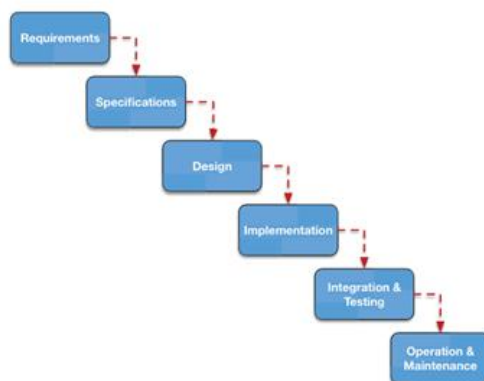 Requirements
Specifications
Design
Implementation
Integration &
Testing
Operation &
Maintenance